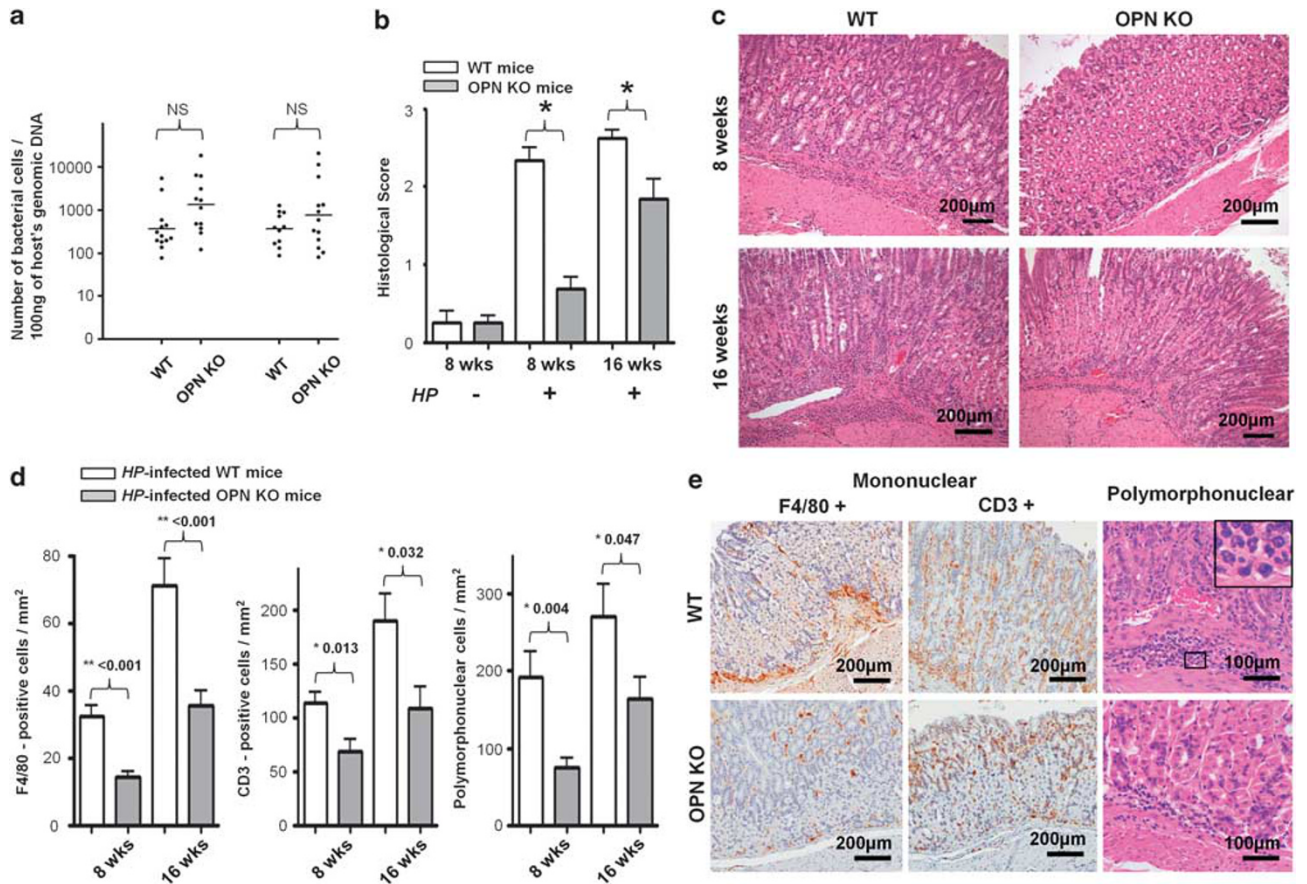 a
Number of bacterial cells /
100ng of host's genomic DNA
NS
NS
10000
1000
100
10
0
WT
OPN KO
WT
OPN KO
b
WT mice
OPN KO mice
Histological Score
3
2
1
0
*
*
8 wks
8 wks
16 wks
HP
-
+
+
c
WT
OPN KO
8 weeks
200µm
200µm
16 weeks
200µm
200µm
d
HP-infected WT mice
HP-infected OPN KO mice
F4/80 - positive cells / mm²
80
60
40
20
0
** <0.001
** <0.001
8 wks
16 wks
CD3 - positive cells / mm²
200
150
100
50
0
* 0.013
* 0.032
8 wks
16 wks
Polymorphonuclear cells / mm²
300
200
100
0
* 0.004
* 0.047
8 wks
16 wks
e
Mononuclear
F4/80 +
CD3 +
Polymorphonuclear
WT
200µm
200µm
100µm
OPN KO
200µm
200µm
100µm